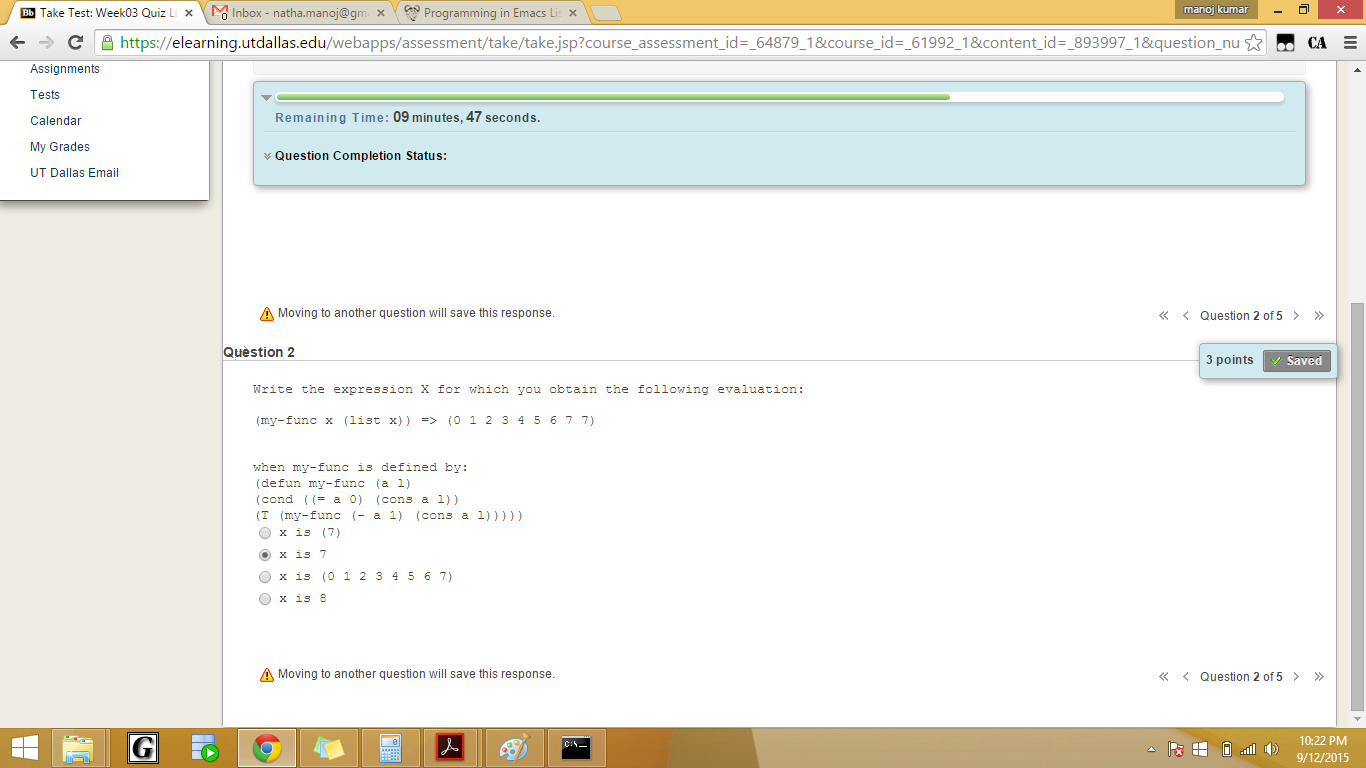 Take Test: Week03 Quiz Li
Inbox - natha.manoj@gm
Programming in Emacs Lis
manoj kumar
https://elearning.utdallas.edu/webapps/assessment/take/take.jsp?course_assessment_id=_64879_1&course_id=_61992_1&content_id=_893997_1&question_nu
CA
Assignments
Tests
Calendar
My Grades
UT Dallas Email
Remaining Time: 09 minutes, 47 seconds.
Question Completion Status:
Moving to another question will save this response.
Question 2 of 5
Question 2
3 points
Saved
Write the expression X for which you obtain the following evaluation:
(my-func x (list x)) => (0 1 2 3 4 5 6 7 7)
when my-func is defined by:
(defun my-func (a l)
(cond ((= a 0) (cons a l))
(T (my-func (- a 1) (cons a l)))))
x is (7)
x is 7
x is (0 1 2 3 4 5 6 7)
x is 8
Moving to another question will save this response.
Question 2 of 5
10:22 PM
9/12/2015